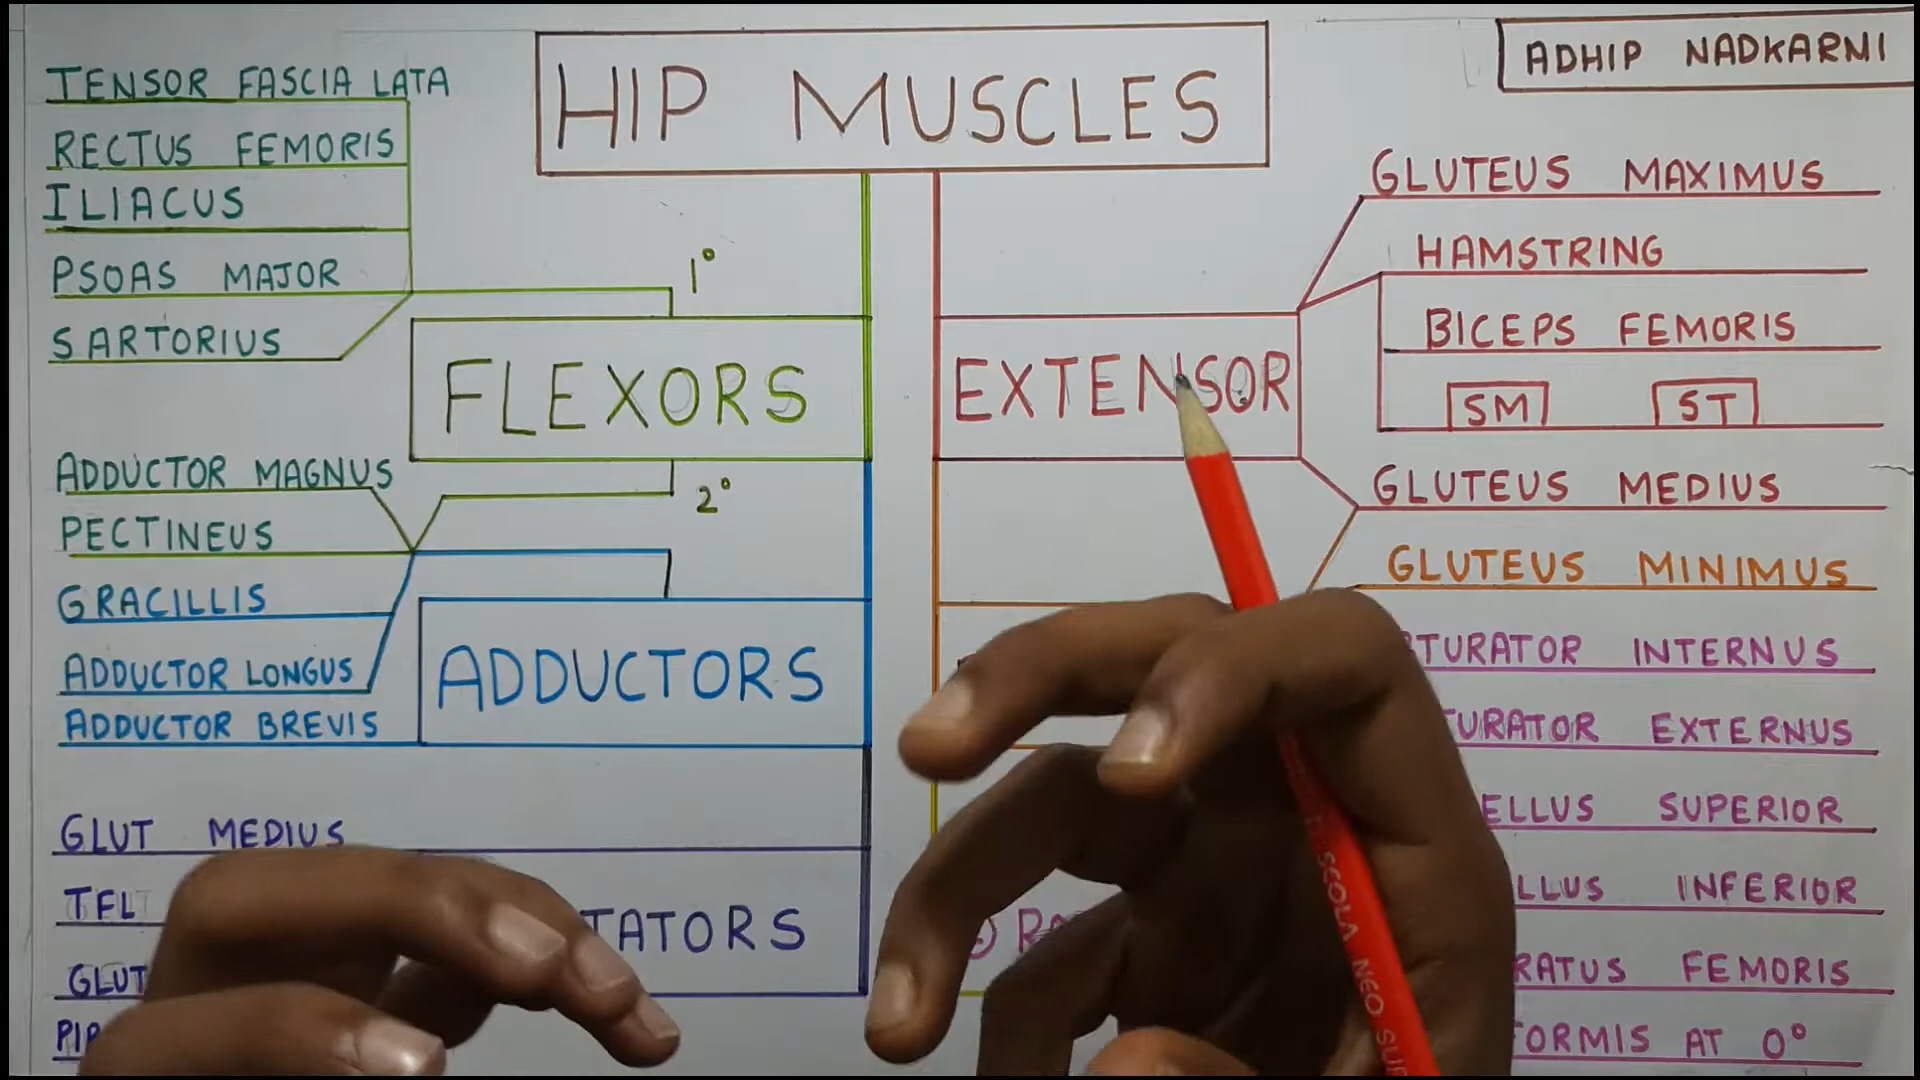 HIP MUSCLES
ADHIP NADKARNI
TENSOR FASCIA LATA
RECTUS FEMORIS
ILIACUS
PSOAS MAJOR
SARTORIUS
1°
FLEXORS
2°
ADDUCTOR MAGNUS
PECTINEUS
GRACILLIS
ADDUCTOR LONGUS
ADDUCTOR BREVIS
ADDUCTORS
GLUT MEDIUS
TFL
GLUT
TATORS
GLUTEUS MAXIMUS
HAMSTRING
BICEPS FEMORIS
SM ST
EXTENSOR
GLUTEUS MEDIUS
GLUTEUS MINIMUS
TURATOR INTERNUS
TURATOR EXTERNUS
ELLUS SUPERIOR
LLUS INFERIOR
RATUS FEMORIS
FORMIS AT 0°